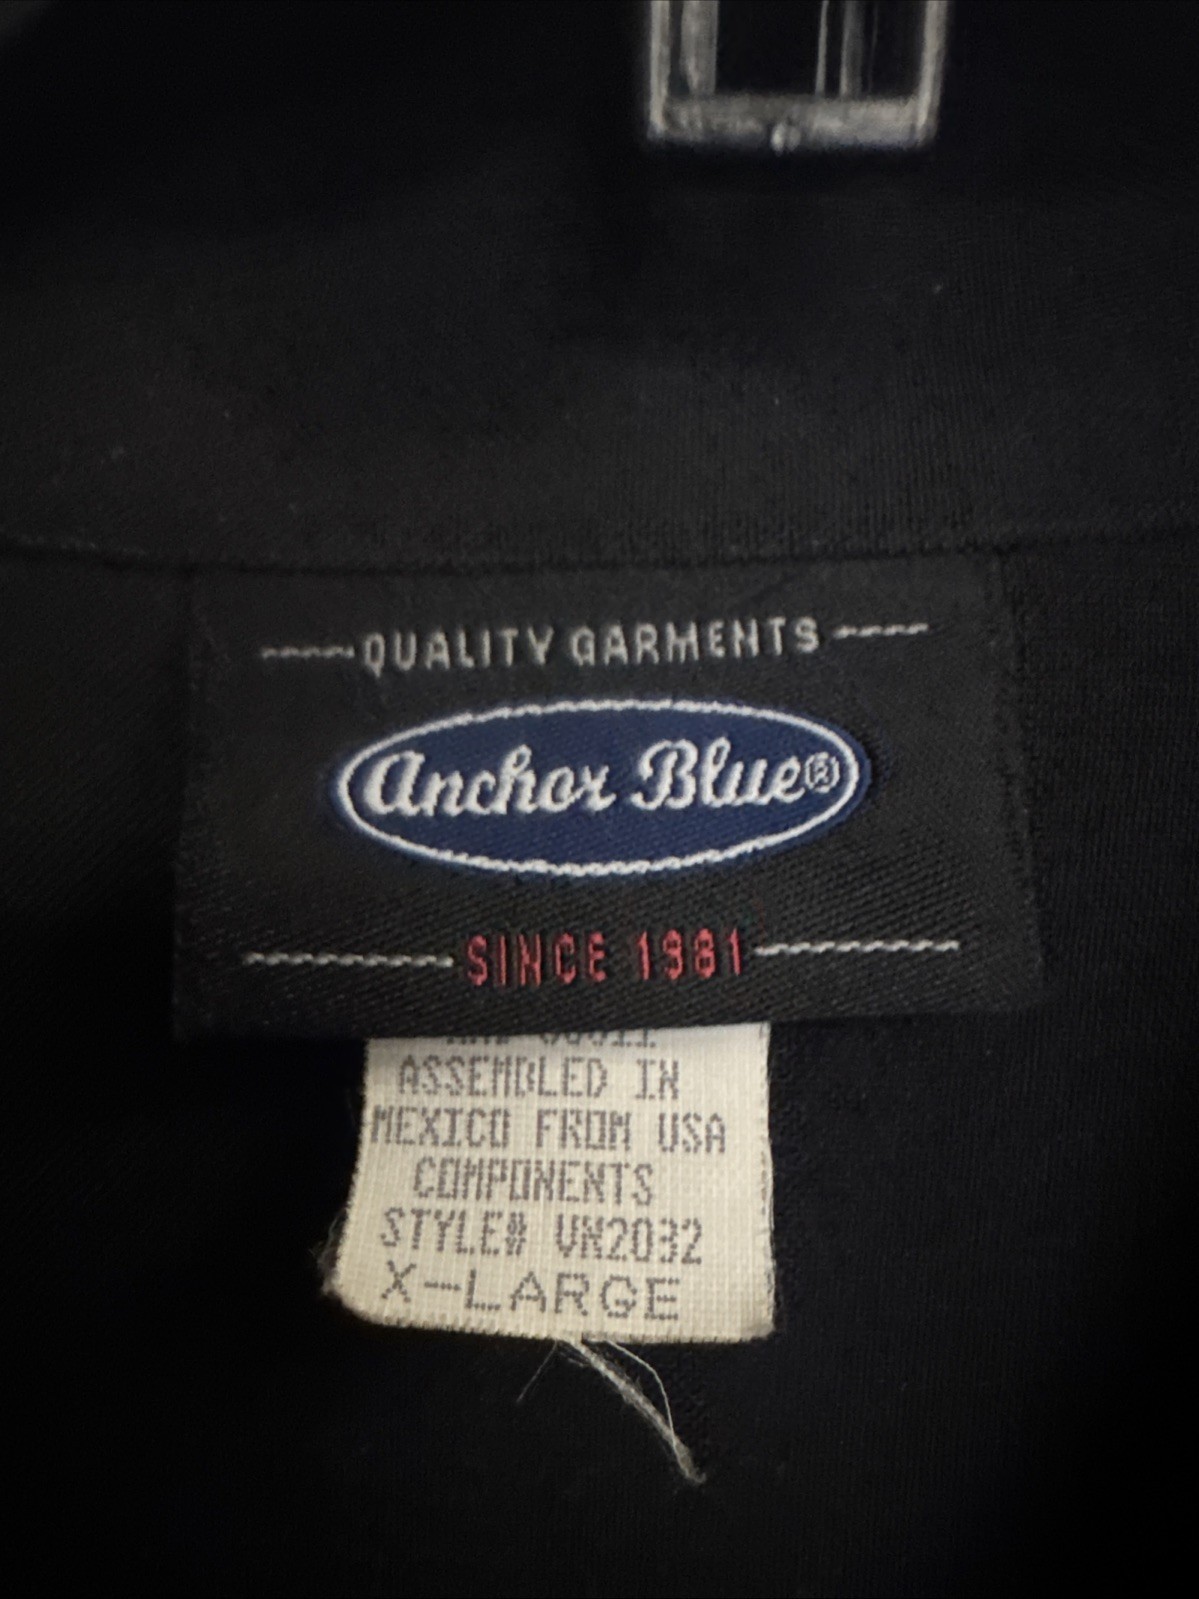 QUALITY GARMENTS
Anchor Blue®
SINCE 1981
ASSEMBLED IN
MEXICO FROM USA
COMPONENTS
STYLE# VN2032
X-LARGE